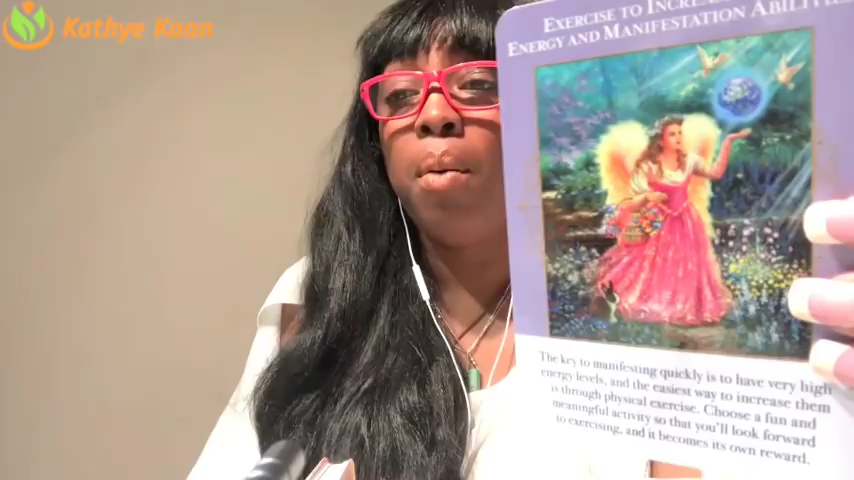 Kathye Kaan
EXERCISE TO
ENERGY AND MANIFESTATION ABILITIES
The key to manifesting quickly is to have very high
energy levels, and the easiest way to increase them
is through physical exercise. Choose a fun and
meaningful activity so that you'll look forward
to exercising, and it becomes its own reward.